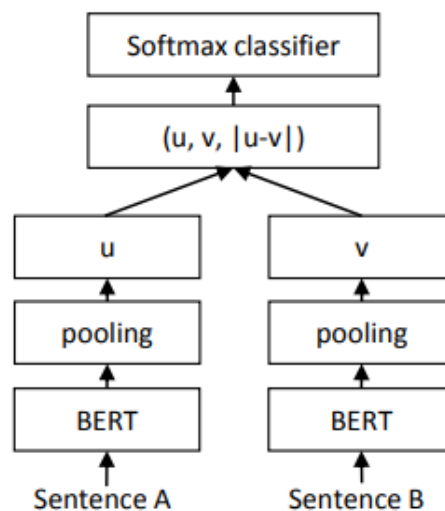 Softmax classifier
(u, v, |u-v|)
u v
pooling pooling
BERT BERT
Sentence A Sentence B